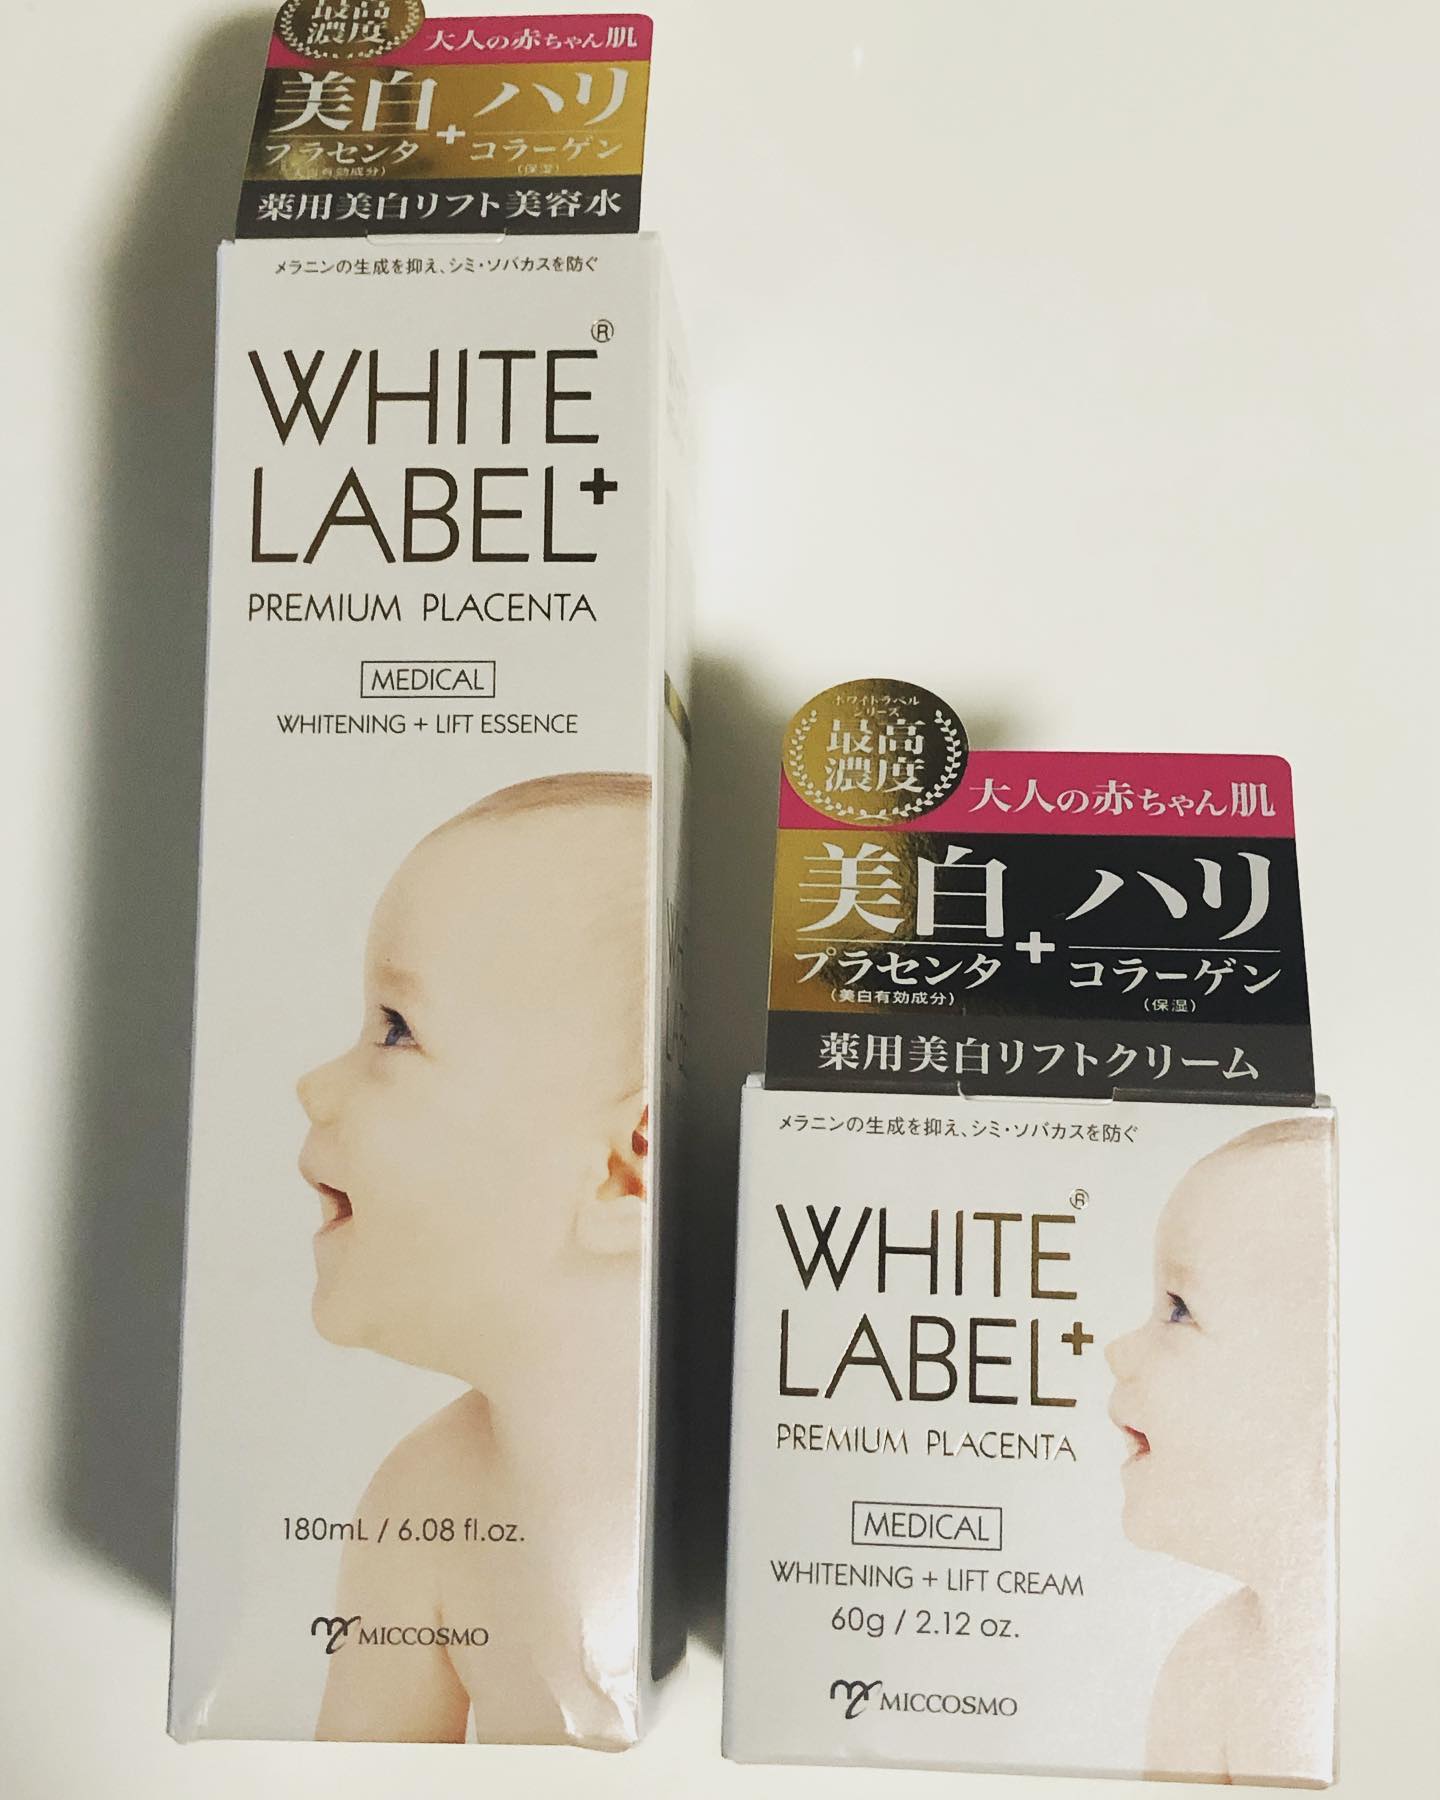 最高
濃度
大人の赤ちゃん肌
美白+ハリ
プラセンタ コラーゲン
(保湿)
薬用美白リフト美容水
メラニンの生成を抑え、シミ・ソバカスを防ぐ
WHITE®
LABEL+
PREMIUM PLACENTA
MEDICAL
WHITENING + LIFT ESSENCE
180mL / 6.08 fl.oz.
MICCOSMO
ホワイトラベル
シリーズ
最高
濃度
大人の赤ちゃん肌
美白+ハリ
プラセンタ コラーゲン
(美白有効成分) (保湿)
薬用美白リフトクリーム
メラニンの生成を抑え、シミ・ソバカスを防ぐ
WHITE®
LABEL+
PREMIUM PLACENTA
MEDICAL
WHITENING + LIFT CREAM
60g / 2.12 oz.
MICCOSMO